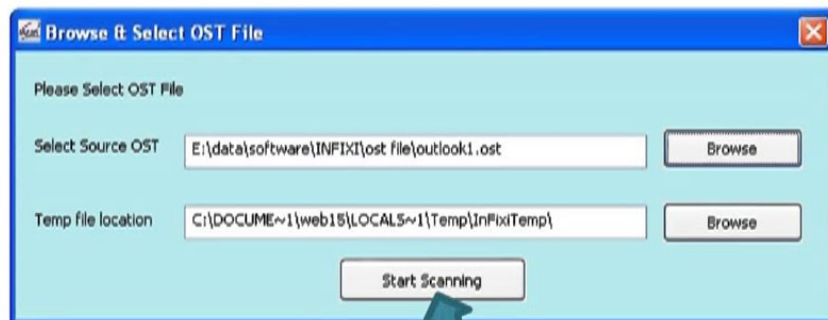 Browse & Select OST File
Please Select OST File
Select Source OST E:\data\software\INFIXI\ost file\outlook1.ost Browse
Temp file location C:\DOCUME~1\web15\LOCALS~1\Temp\InFixiTemp\ Browse
Start Scanning